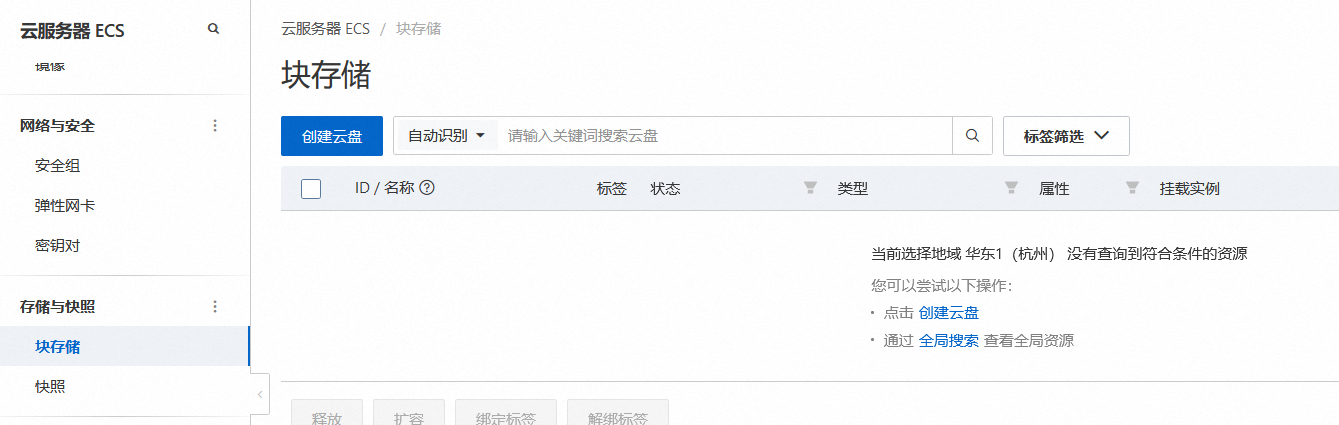 云服务器 ECS
镜像
网络与安全
安全组
弹性网卡
密钥对
存储与快照
块存储
快照
云服务器 ECS / 块存储
块存储
创建云盘 自动识别 请输入关键词搜索云盘 标签筛选
ID / 名称 标签 状态 类型 属性 挂载实例
当前选择地域 华东1（杭州） 没有查询到符合条件的资源
您可以尝试以下操作：
· 点击 创建云盘
· 通过 全局搜索 查看全局资源
释放 扩容 绑定标签 解绑标签